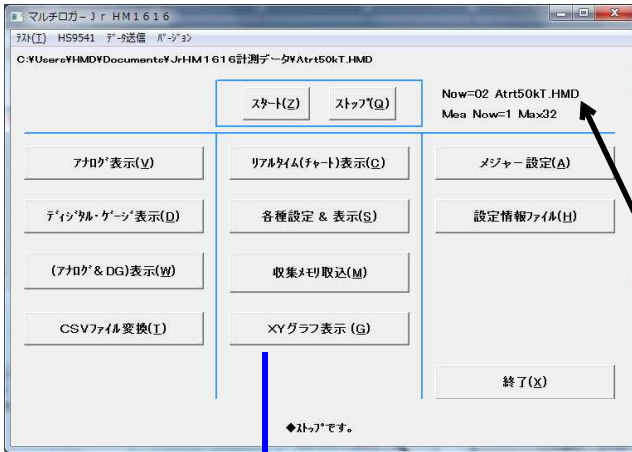 マルチロガーJr HM1616
ﾃｽﾄ(T) HS9541 ﾃﾞｰﾀ送信 ﾊﾞｰｼﾞｮﾝ
C:¥Users¥HMD¥Documents¥JrHM1616計測データ¥Atrt50kT.HMD
ｽﾀｰﾄ(Z) ｽﾄｯﾌﾟ(Q) Now=02 Atrt50kT.HMD
Mea Now=1 Max32
ｱﾅﾛｸﾞ表示(V) ﾘｱﾙﾀｲﾑ(ﾁｬｰﾄ)表示(C) メジャー設定(A)
ﾃﾞｨｼﾞﾀﾙ・ｹﾞｰｼﾞ表示(D) 各種設定 & 表示(S) 設定情報ﾌｧｲﾙ(H)
(ｱﾅﾛｸﾞ& DG)表示(W) 収集ﾒﾓﾘ取込(M)
CSVﾌｧｲﾙ変換(T) XYグラフ表示 (G)
終了(X)
◆ｽﾄｯﾌﾟです。